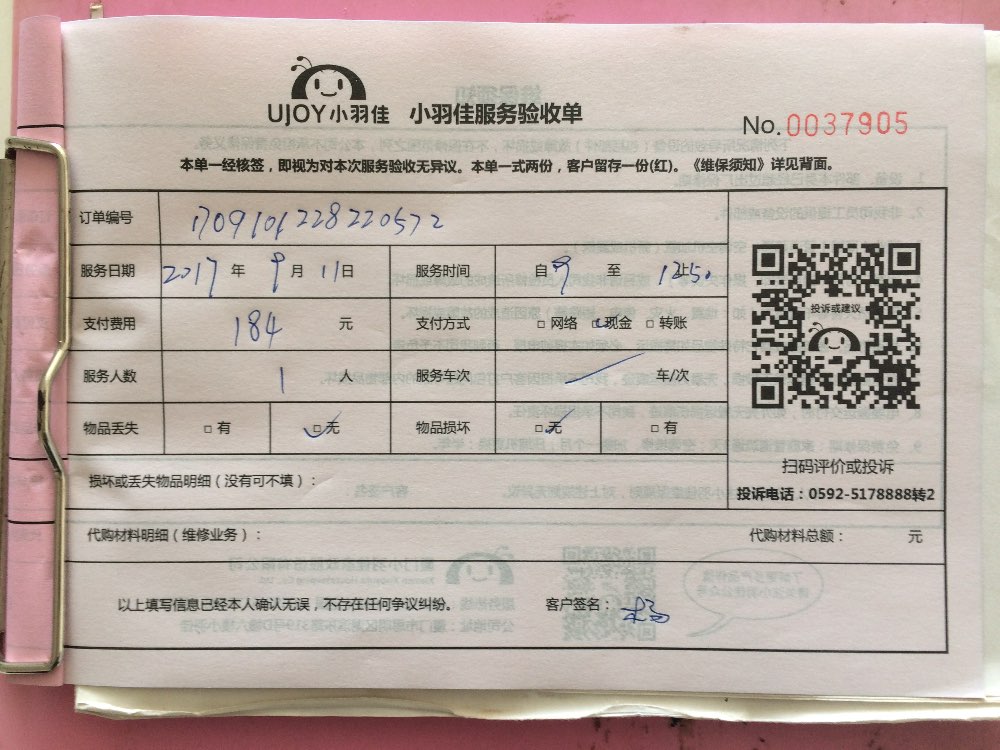 UJOY小羽佳 小羽佳服务验收单
No.0037905
本单一经核签，即视为对本次服务验收无异议。本单一式两份，客户留存一份(红)。《维保须知》详见背面。
订单编号 1709101228220572
服务日期 2017 年 9 月 11 日 服务时间 自 9 至 1250
支付费用 184 元 支付方式 □ 网络 □ 现金 □ 转账
服务人数 1 人 服务车次 车/次
物品丢失 □ 有 □ 无 物品损坏 □ 无 □ 有
投诉或建议
扫码评价或投诉
投诉电话：0592-5178888转2
损坏或丢失物品明细（没有可不填）：
代购材料明细（维修业务）： 代购材料总额： 元
以上填写信息已经本人确认无误，不存在任何争议纠纷。 客户签名：